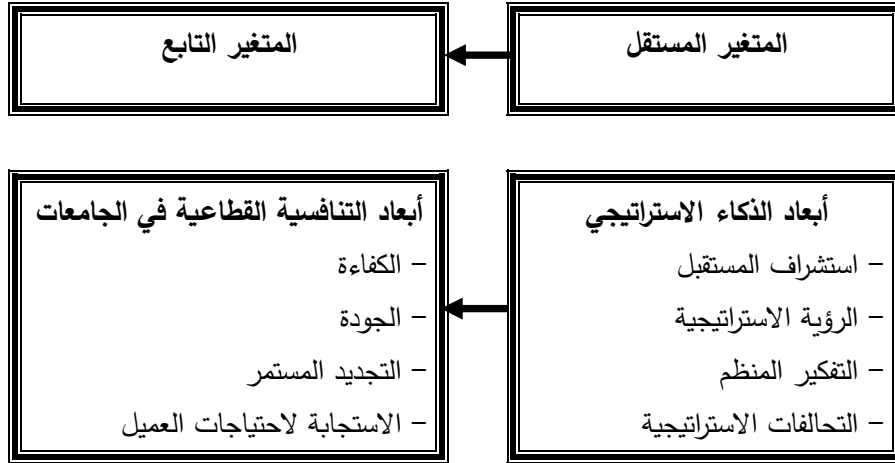 المتغير المستقل
المتغير التابع
أبعاد الذكاء الاستراتيجي
– استشراف المستقبل
– الرؤية الاستراتيجية
– التفكير المنظم
– التحالفات الاستراتيجية
أبعاد التنافسية القطاعية في الجامعات
– الكفاءة
– الجودة
– التجديد المستمر
– الاستجابة لاحتياجات العميل